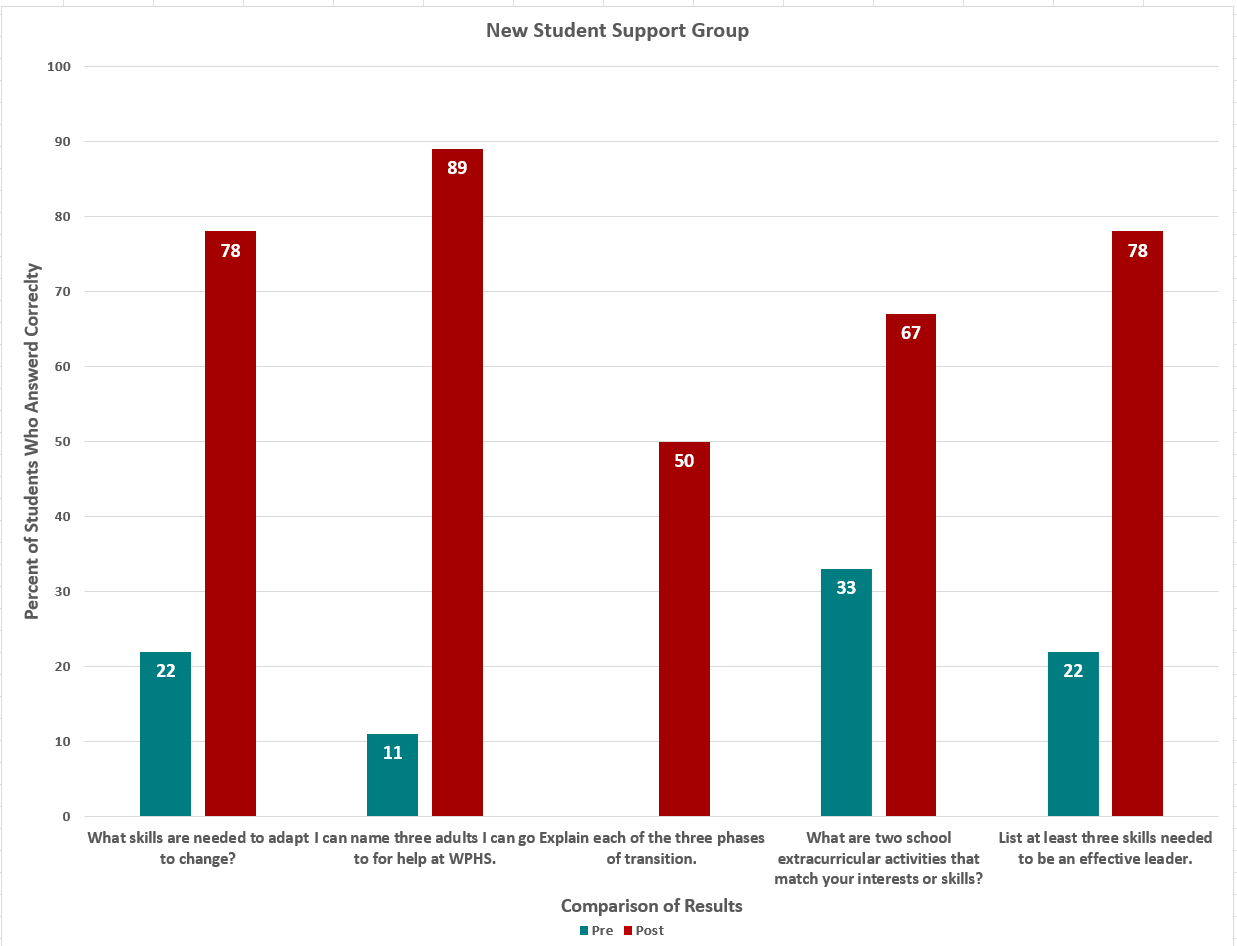 New Student Support Group
100
90
80
70
60
50
40
30
20
10
0
Percent of Students Who Answerd Correclty
22
78
11
89
50
33
67
22
78
What skills are needed to adapt
to change?
I can name three adults I can go
to for help at WPHS.
Explain each of the three phases
of transition.
What are two school
extracurricular activities that
match your interests or skills?
List at least three skills needed
to be an effective leader.
Comparison of Results
Pre Post